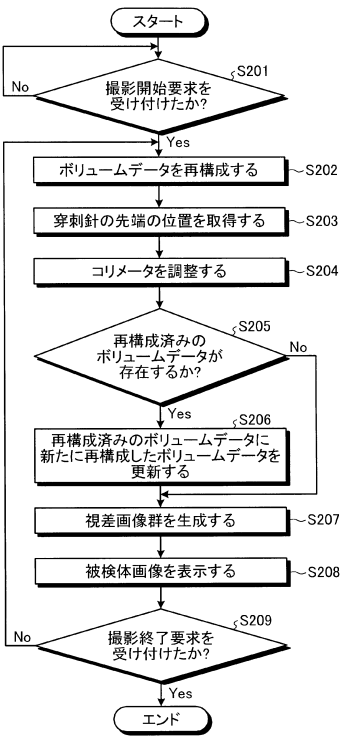 スタート
S201
No
撮影開始要求を
受け付けたか?
Yes
ボリュームデータを再構成する
S202
穿刺針の先端の位置を取得する
S203
コリメータを調整する
S204
S205
再構成済みの
ボリュームデータが
存在するか?
No
Yes
S206
再構成済みのボリュームデータに
新たに再構成したボリュームデータを
更新する
視差画像群を生成する
S207
被検体画像を表示する
S208
S209
No
撮影終了要求を
受け付けたか?
Yes
エンド